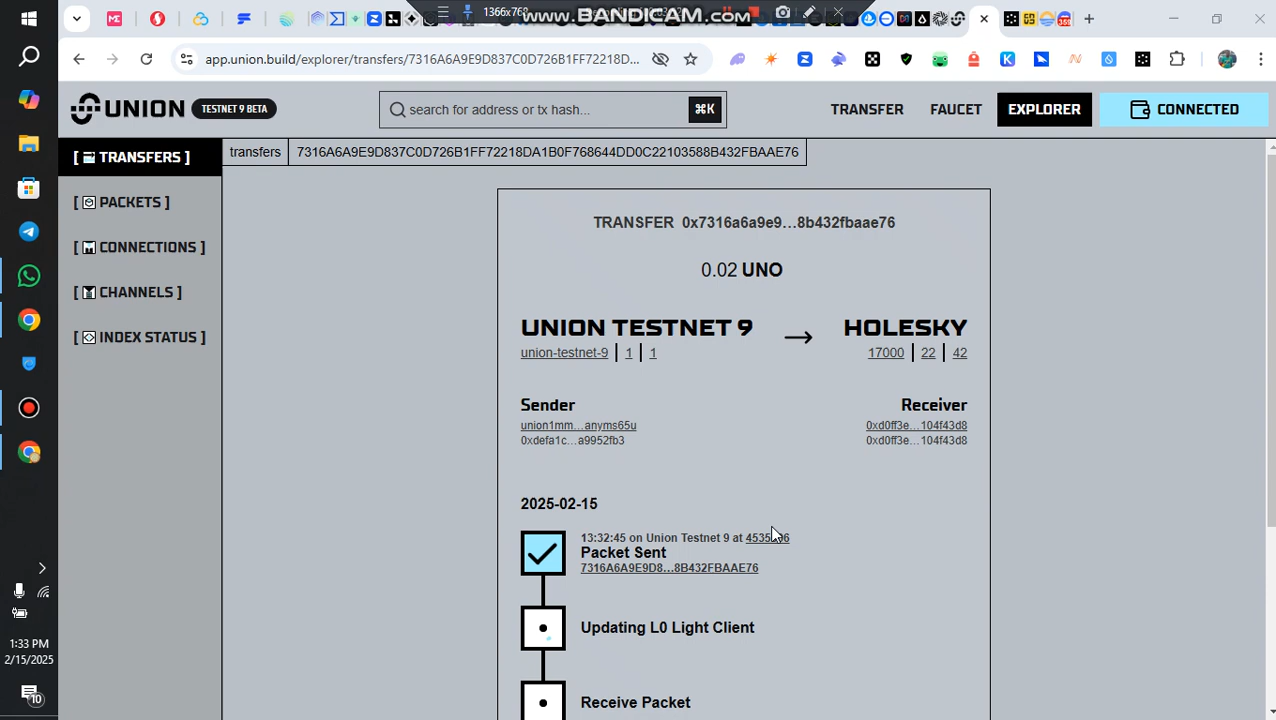 1366x768
www.BANDICAM.com
app.union.build/explorer/transfers/7316A6A9E9D837C0D726B1FF72218D...
UNION
TESTNET 9 BETA
search for address or tx hash...
⌘K
TRANSFER
FAUCET
EXPLORER
CONNECTED
[ TRANSFERS ]
[ PACKETS ]
[ CONNECTIONS ]
[ CHANNELS ]
[ INDEX STATUS ]
transfers
7316A6A9E9D837C0D726B1FF72218DA1B0F768644DD0C22103588B432FBAAE76
TRANSFER 0x7316a6a9e9...8b432fbaae76
0.02 UNO
UNION TESTNET 9
HOLESKY
union-testnet-9 | 1 | 1
17000 | 22 | 42
Sender
Receiver
union1mm...anyms65u
0xd0ff3e...104f43d8
0xdefa1c...a9952fb3
0xd0ff3e...104f43d8
2025-02-15
13:32:45 on Union Testnet 9 at
Packet Sent
7316A6A9E9D8...8B432FBAAE76
Updating L0 Light Client
Receive Packet
1:33 PM
2/15/2025
10